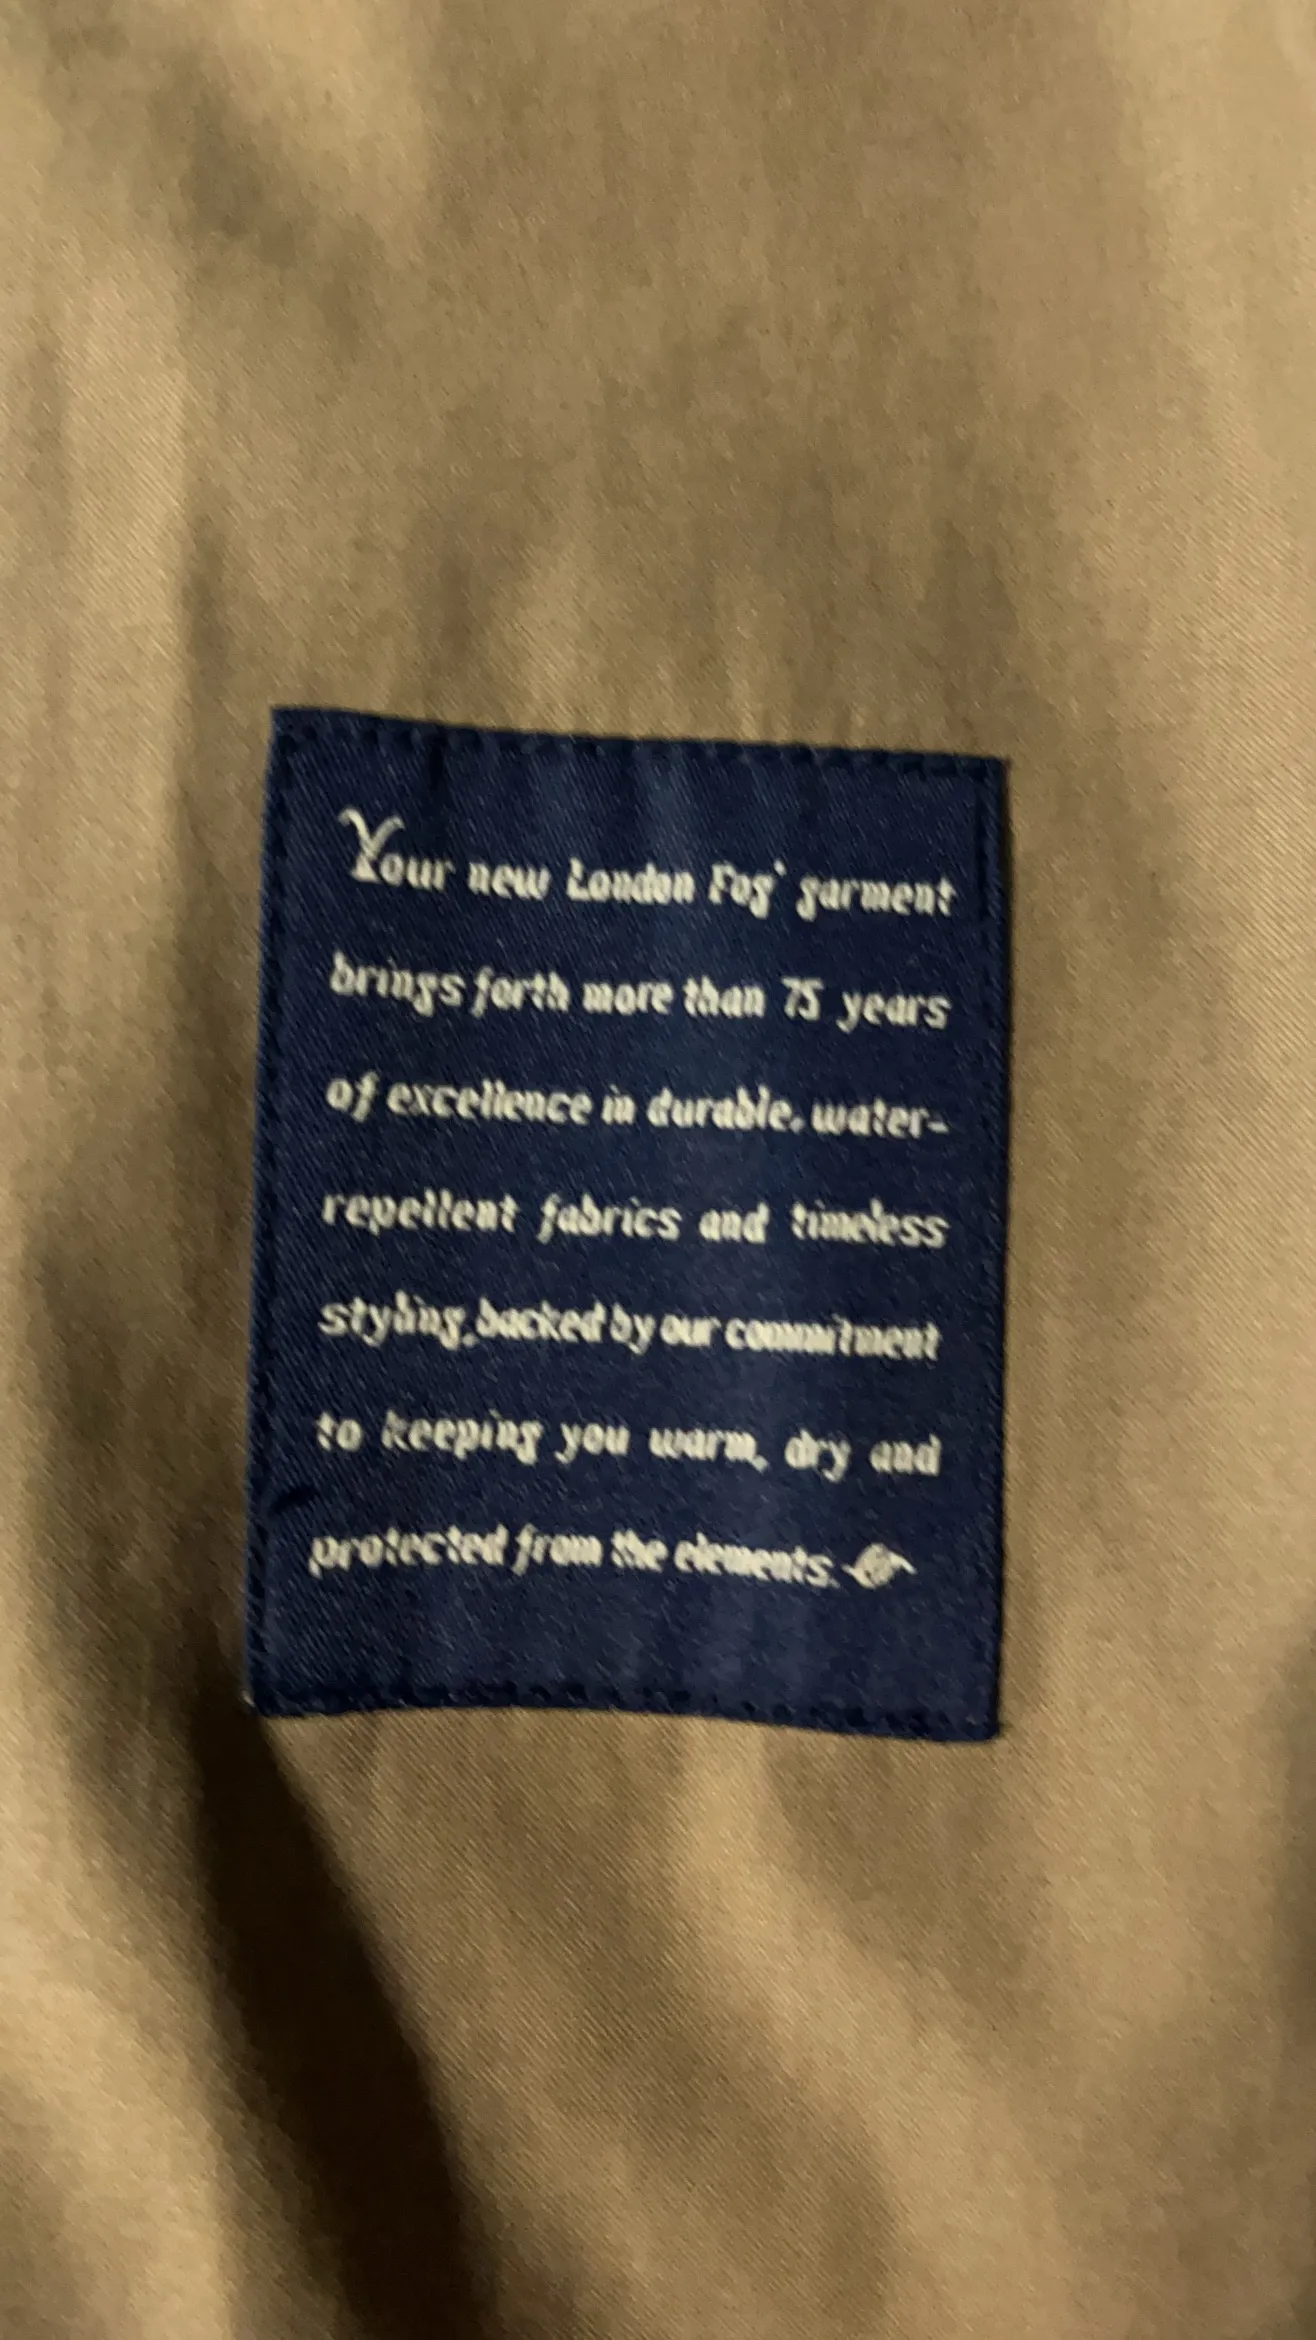 Your new London Fog® garment
brings forth more than 75 years
of excellence in durable, water-
repellent fabrics and timeless
styling, backed by our commitment
to keeping you warm, dry and
protected from the elements.